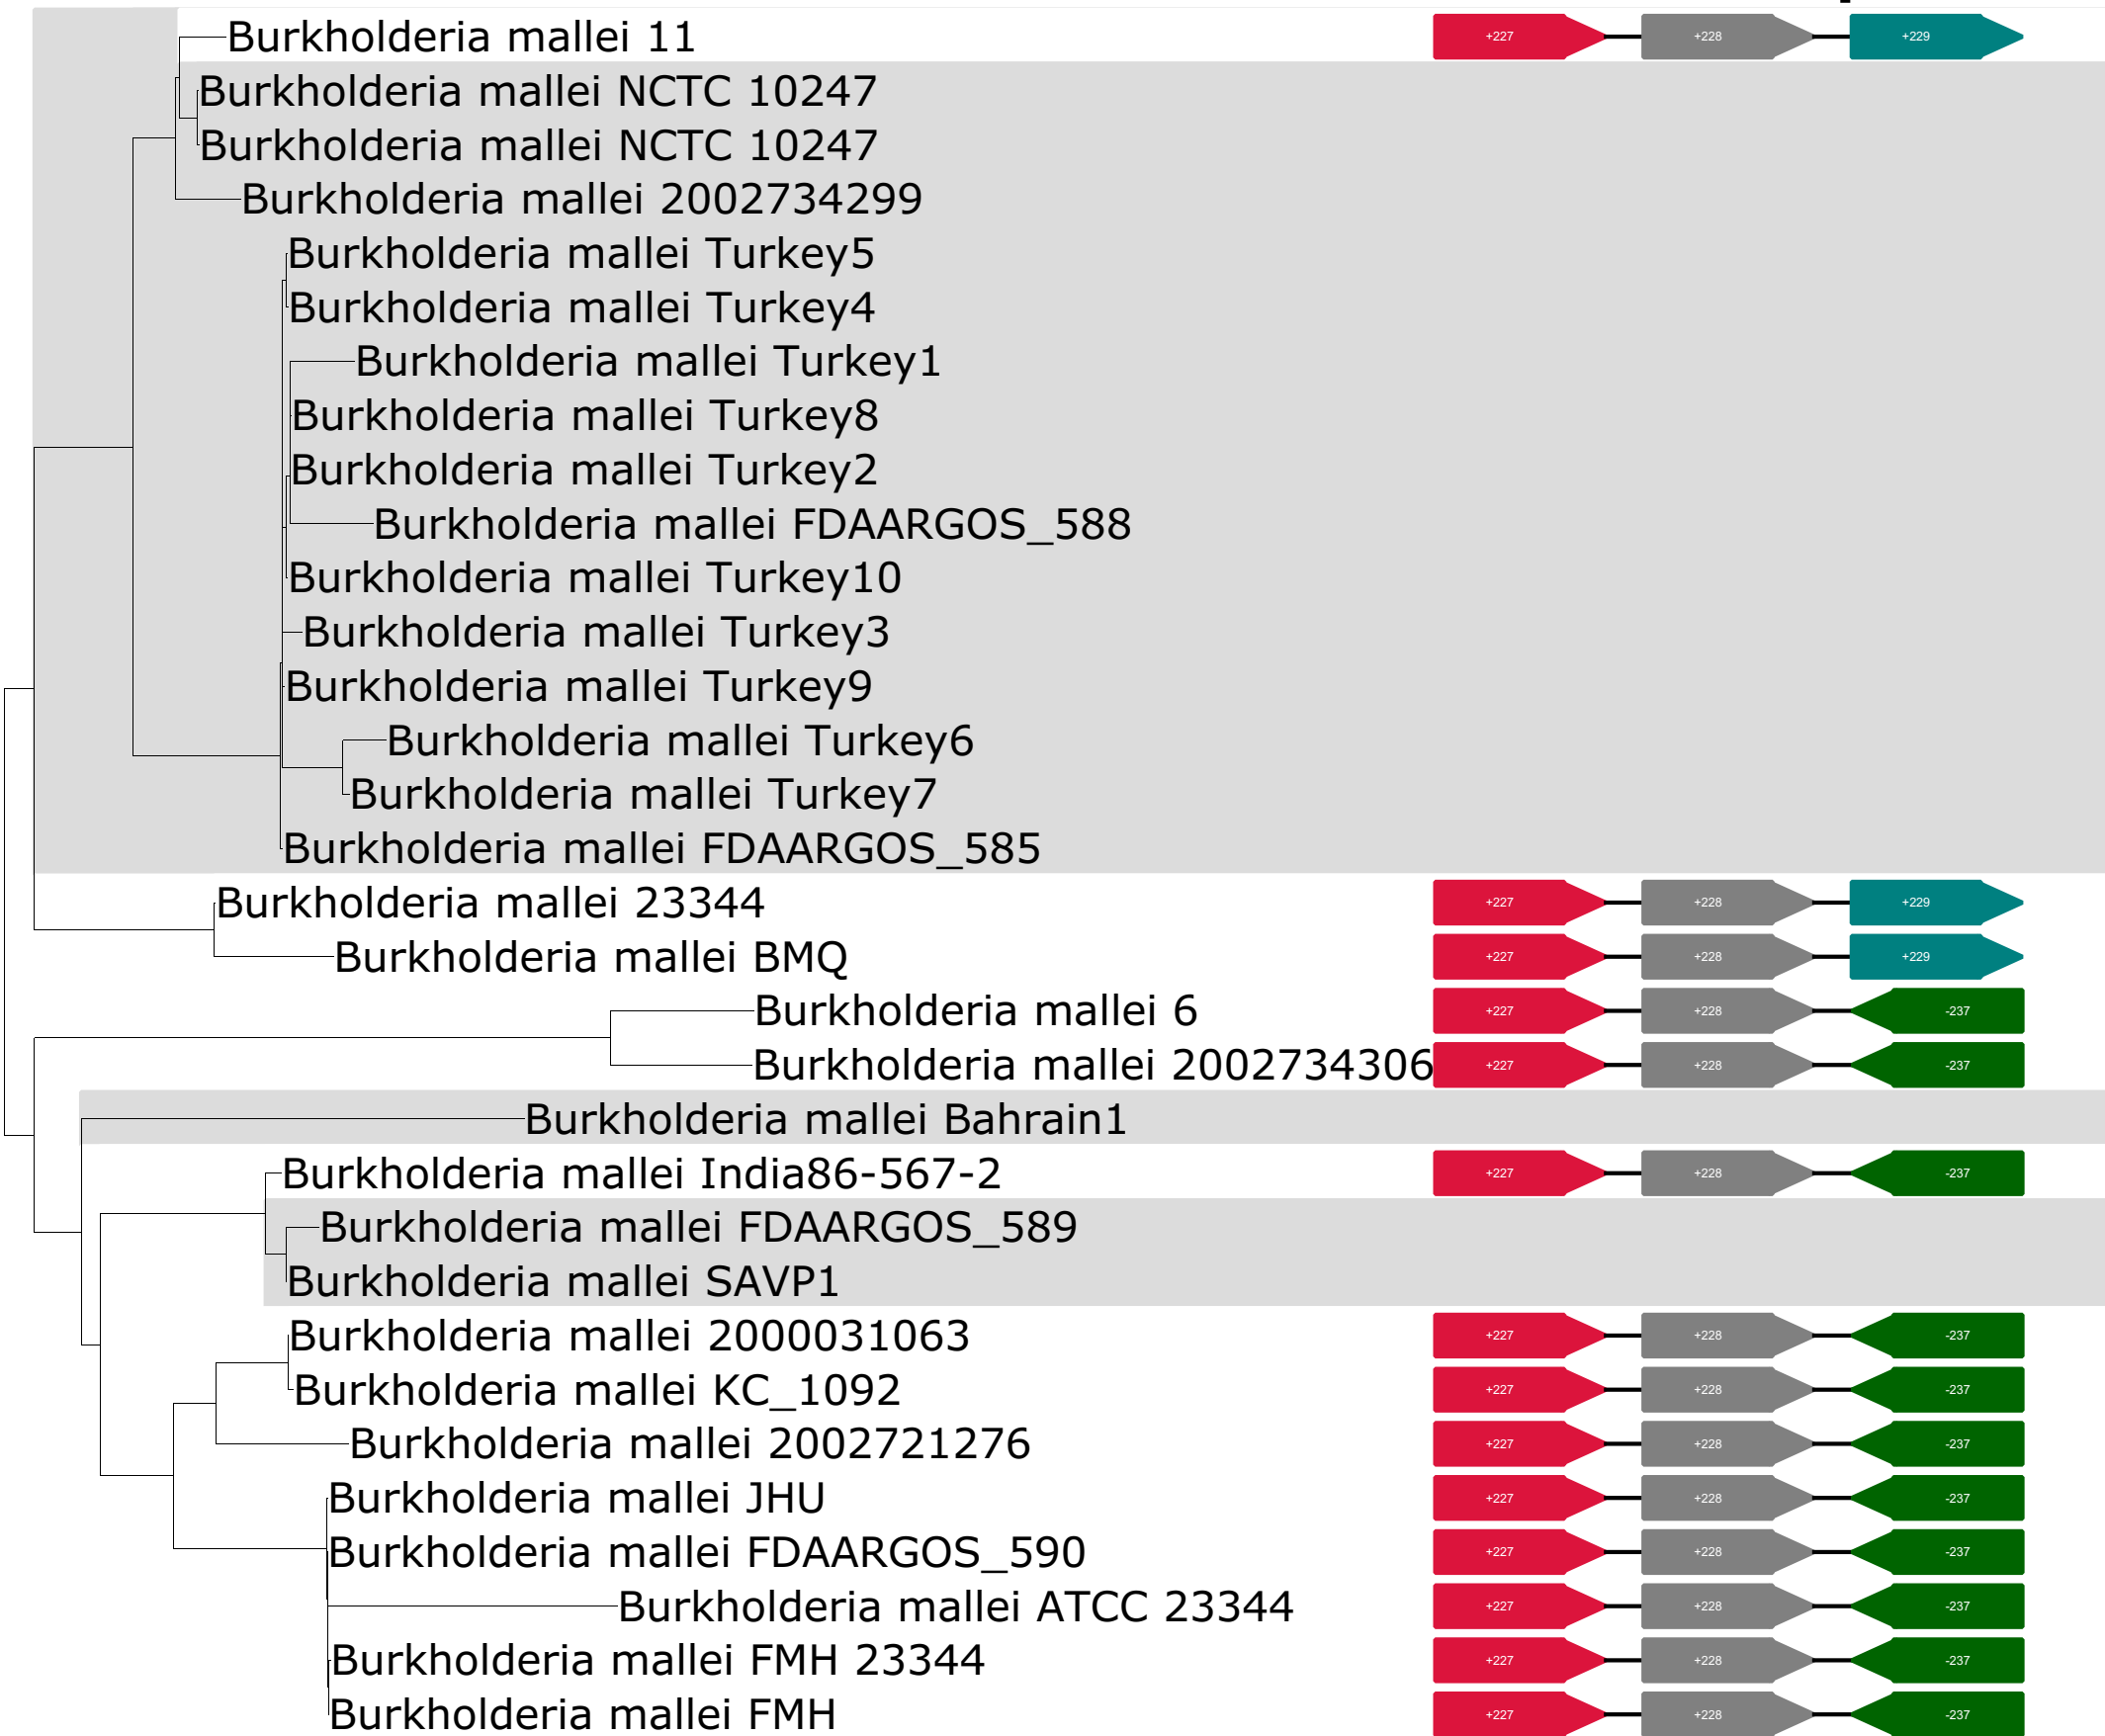 Burkholderia mallei 11 +227 +228 +229
Burkholderia mallei NCTC 10247
Burkholderia mallei NCTC 10247
Burkholderia mallei 2002734299
Burkholderia mallei Turkey5
Burkholderia mallei Turkey4
Burkholderia mallei Turkey1
Burkholderia mallei Turkey8
Burkholderia mallei Turkey2
Burkholderia mallei FDAARGOS_588
Burkholderia mallei Turkey10
Burkholderia mallei Turkey3
Burkholderia mallei Turkey9
Burkholderia mallei Turkey6
Burkholderia mallei Turkey7
Burkholderia mallei FDAARGOS_585
Burkholderia mallei 23344 +227 +228 +229
Burkholderia mallei BMQ +227 +228 +229
Burkholderia mallei 6 +227 +228 -237
Burkholderia mallei 2002734306 +227 +228 -237
Burkholderia mallei Bahrain1
Burkholderia mallei India86-567-2 +227 +228 -237
Burkholderia mallei FDAARGOS_589
Burkholderia mallei SAVP1
Burkholderia mallei 2000031063 +227 +228 -237
Burkholderia mallei KC_1092 +227 +228 -237
Burkholderia mallei 2002721276 +227 +228 -237
Burkholderia mallei JHU +227 +228 -237
Burkholderia mallei FDAARGOS_590 +227 +228 -237
Burkholderia mallei ATCC 23344 +227 +228 -237
Burkholderia mallei FMH 23344 +227 +228 -237
Burkholderia mallei FMH +227 +228 -237